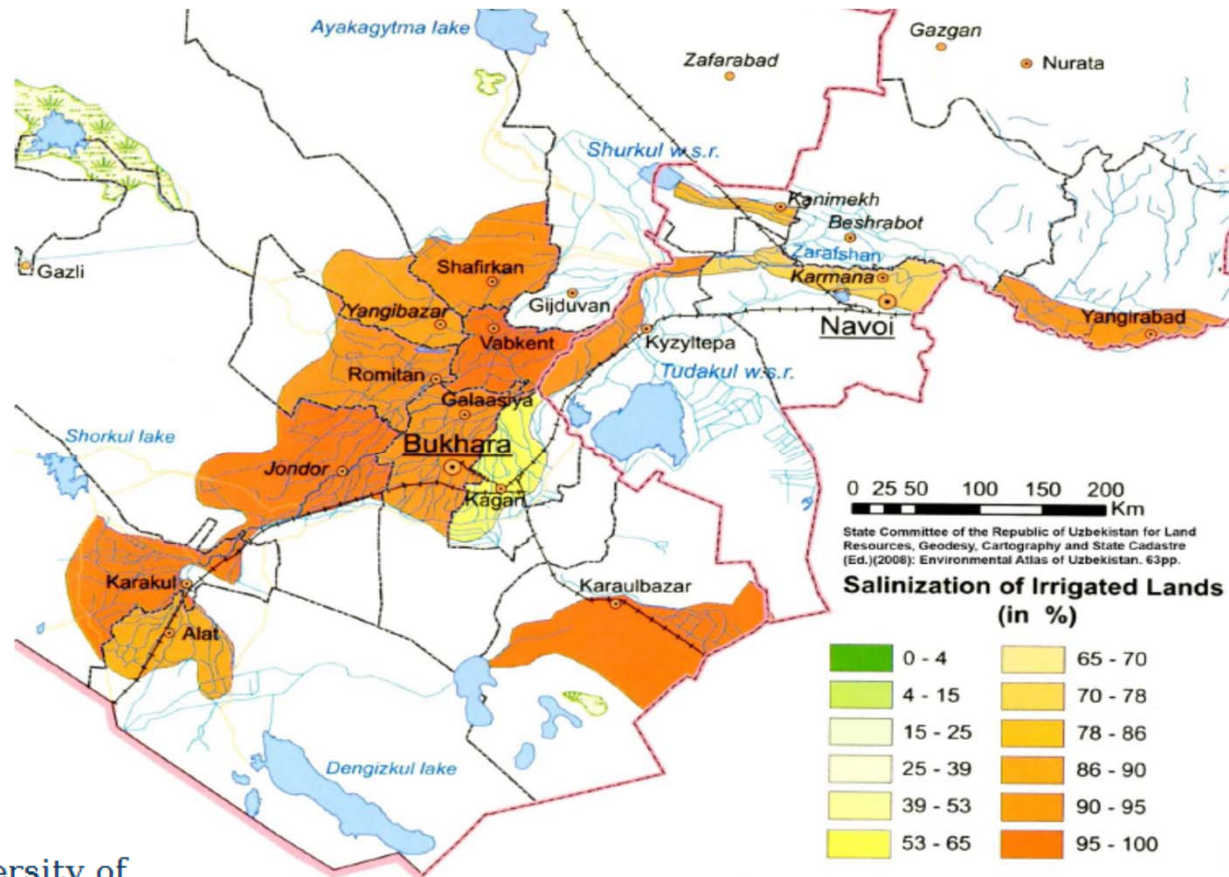 Ayakagytma lake
Gazgan
Zafarabad
Nurata
Shurkul w.s.r.
Kanimekh
Beshrabot
Zarafshan
Gazli
Shafirkan
Karmana
Gijduvan
Yangibazar
Navoi
Yangirabad
Vabkent
Kyzyltepa
Romitan
Tudakul w.s.r.
Galaasiya
Shorkul lake
Bukhara
Jondor
Kagan
0 25 50 100 150 200
Km
State Committee of the Republic of Uzbekistan for Land
Resources, Geodesy, Cartography and State Cadastre
(Ed.)(2008): Environmental Atlas of Uzbekistan. 63pp.
Karakul
Karaulbazar
Salinization of Irrigated Lands
(in %)
Alat
0 - 4 65 - 70
4 - 15 70 - 78
15 - 25 78 - 86
25 - 39 86 - 90
39 - 53 90 - 95
53 - 65 95 - 100
Dengizkul lake
ersity of